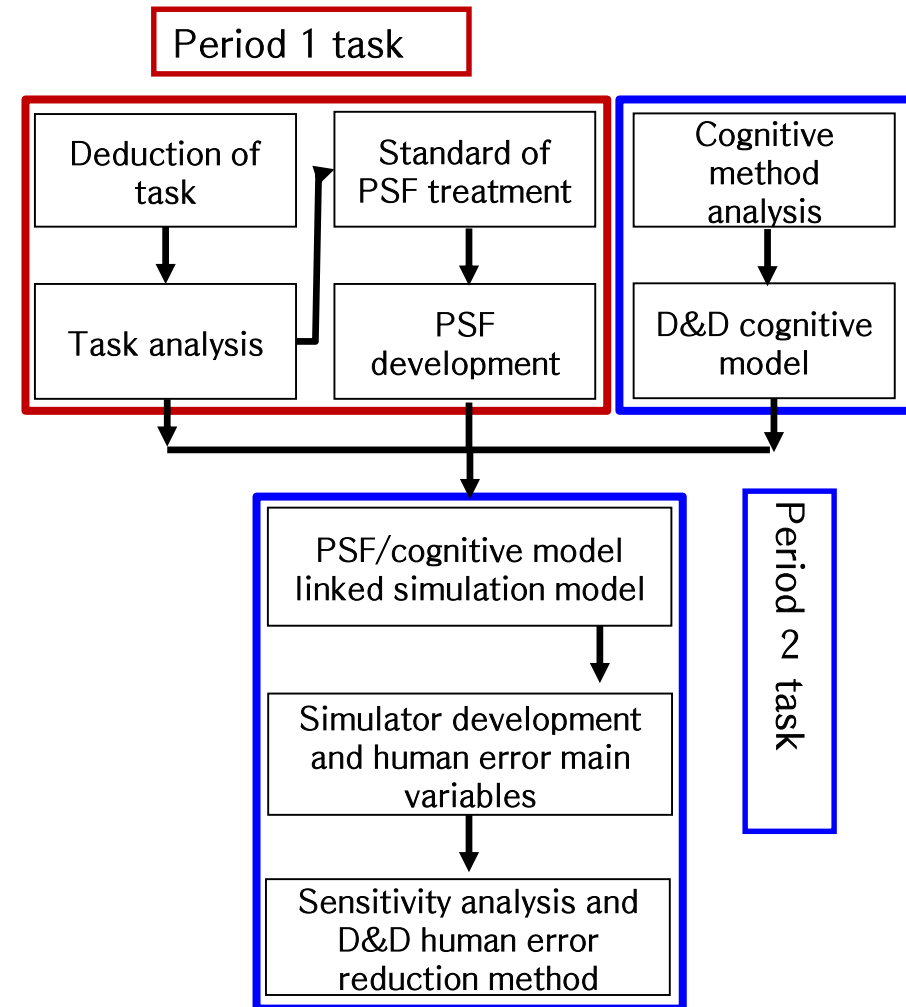 Period 1 task
Deduction of
task
Task analysis
Standard of
PSF treatment
PSF
development
Cognitive
method
analysis
D&D cognitive
model
PSF/cognitive model
linked simulation model
Simulator development
and human error main
variables
Sensitivity analysis and
D&D human error
reduction method
Period 2 task